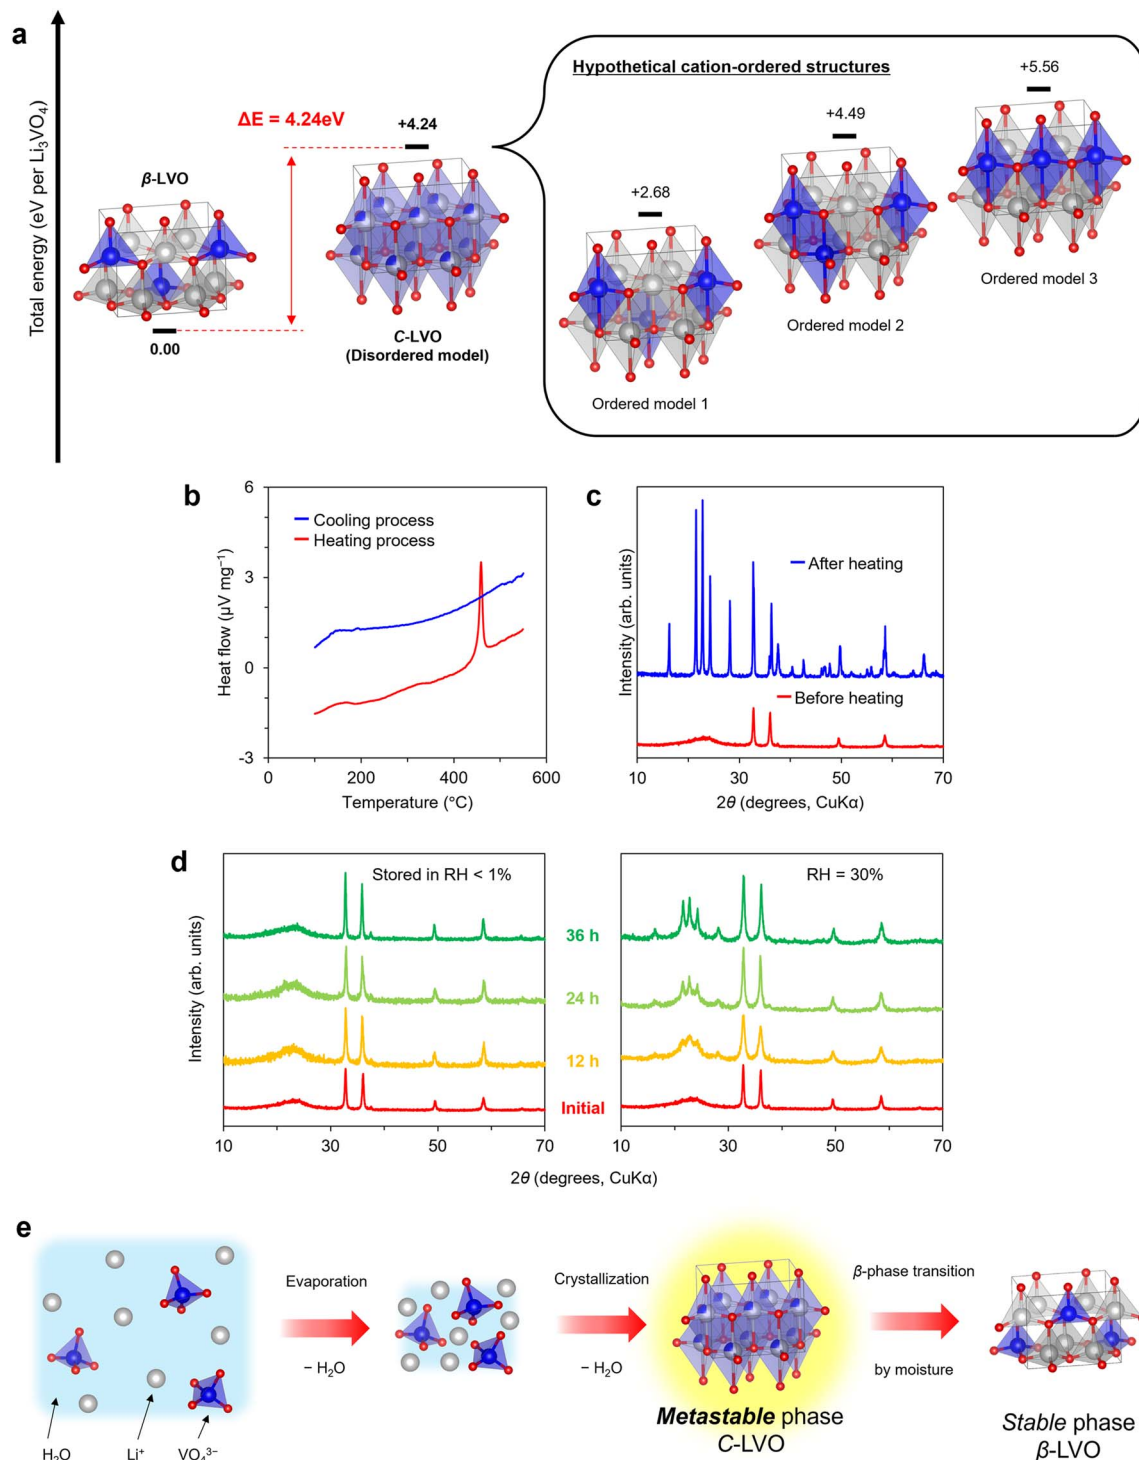 a
Total energy (eV per Li₃VO₄)
β-LVO
0.00
ΔE = 4.24eV
+4.24
C-LVO
(Disordered model)
Hypothetical cation-ordered structures
+2.68
Ordered model 1
+4.49
Ordered model 2
+5.56
Ordered model 3
b
Heat flow (μV mg⁻¹)
6
3
0
-3
Cooling process
Heating process
0 200 400 600
Temperature (°C)
c
Intensity (arb. units)
After heating
Before heating
10 30 50 70
2θ (degrees, CuKα)
d
Intensity (arb. units)
Stored in RH < 1%
RH = 30%
36 h
24 h
12 h
Initial
10 30 50 70
10 30 50 70
2θ (degrees, CuKα)
e
H₂O
Li⁺
VO₄³⁻
Evaporation
− H₂O
Crystallization
− H₂O
Metastable phase
C-LVO
β-phase transition
by moisture
Stable phase
β-LVO